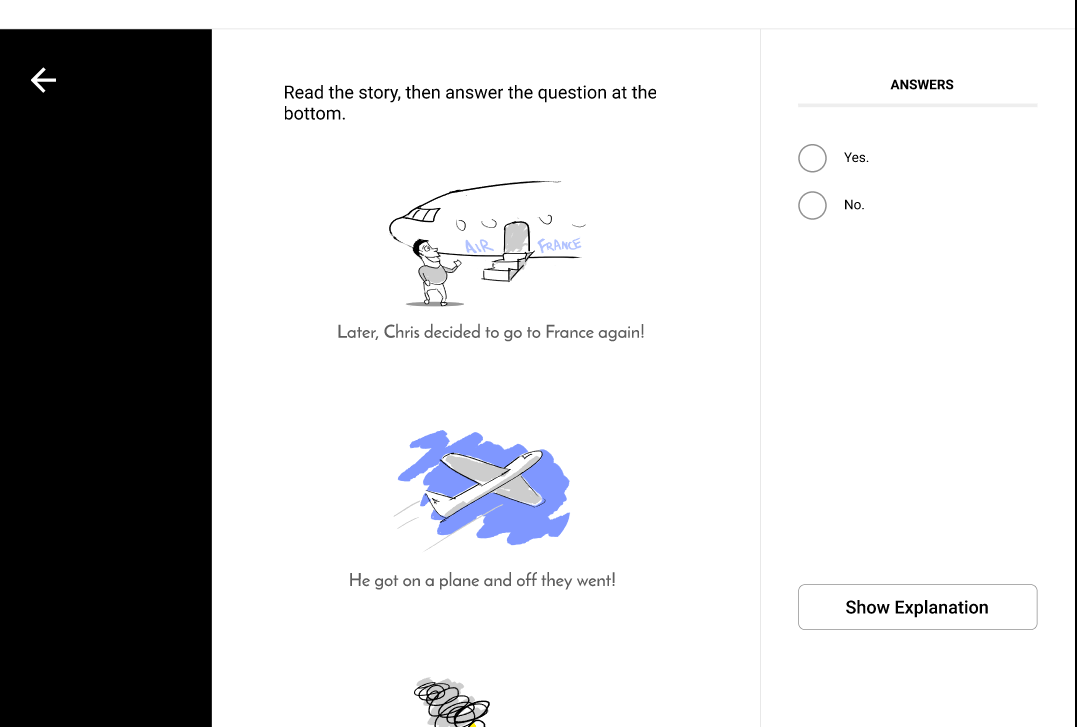 Read the story, then answer the question at the
bottom.
AIR FRANCE
Later, Chris decided to go to France again!
He got on a plane and off they went!
ANSWERS
Yes.
No.
Show Explanation